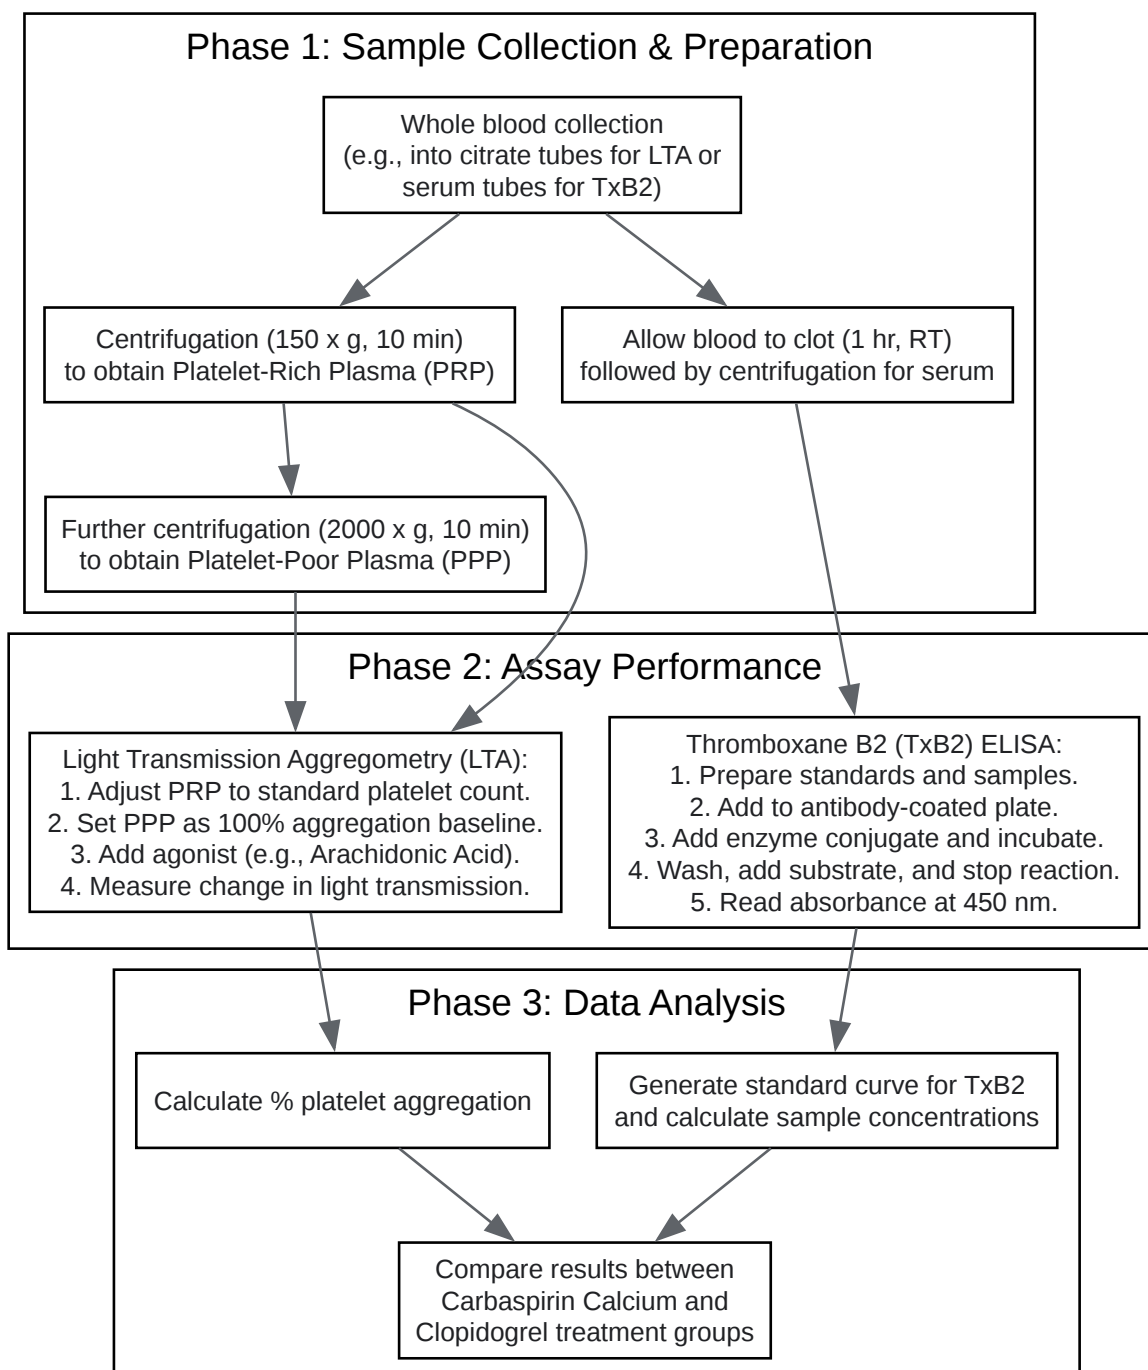 Phase 1: Sample Collection & Preparation
Whole blood collection
(e.g., into citrate tubes for LTA or
serum tubes for TxB2)
Centrifugation (150 x g, 10 min)
to obtain Platelet-Rich Plasma (PRP)
Allow blood to clot (1 hr, RT)
followed by centrifugation for serum
Further centrifugation (2000 x g, 10 min)
to obtain Platelet-Poor Plasma (PPP)
Phase 2: Assay Performance
Light Transmission Aggregometry (LTA):
1. Adjust PRP to standard platelet count.
2. Set PPP as 100% aggregation baseline.
3. Add agonist (e.g., Arachidonic Acid).
4. Measure change in light transmission.
Thromboxane B2 (TxB2) ELISA:
1. Prepare standards and samples.
2. Add to antibody-coated plate.
3. Add enzyme conjugate and incubate.
4. Wash, add substrate, and stop reaction.
5. Read absorbance at 450 nm.
Phase 3: Data Analysis
Calculate % platelet aggregation
Generate standard curve for TxB2
and calculate sample concentrations
Compare results between
Carbaspirin Calcium and
Clopidogrel treatment groups